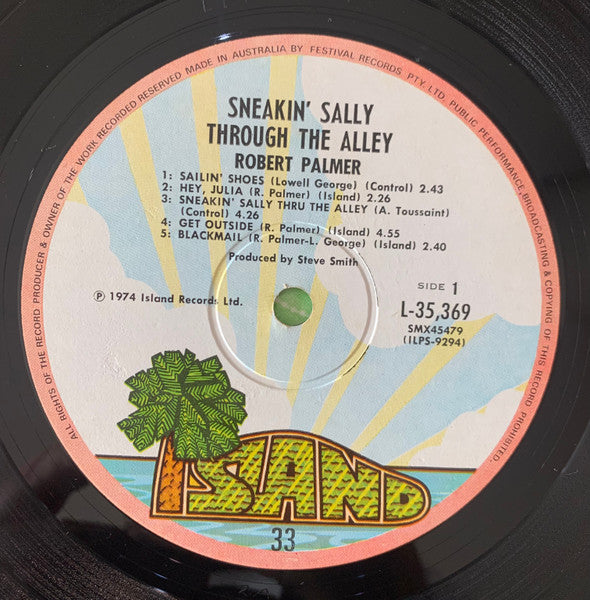 ALL RIGHTS OF THE RECORD PRODUCER & OWNER OF THE WORK RECORDED RESERVED MADE IN AUSTRALIA BY FESTIVAL RECORDS PTY. LTD. PUBLIC PERFORMANCE, BROADCASTING & COPYING OF THIS RECORD PROHIBITED.
SNEAKIN' SALLY
THROUGH THE ALLEY
ROBERT PALMER
1: SAILIN' SHOES (Lowell George) (Control) 2.43
2: HEY, JULIA (R. Palmer) (Island) 2.26
3: SNEAKIN' SALLY THRU THE ALLEY (A. Toussaint)
(Control) 4.26
4: GET OUTSIDE (R. Palmer) (Island) 4.55
5: BLACKMAIL (R. Palmer-L. George) (Island) 2.40
Produced by Steve Smith
SIDE 1
℗ 1974 Island Records Ltd.
L-35,369
SMX45479
(ILPS-9294)
ISLAND
33